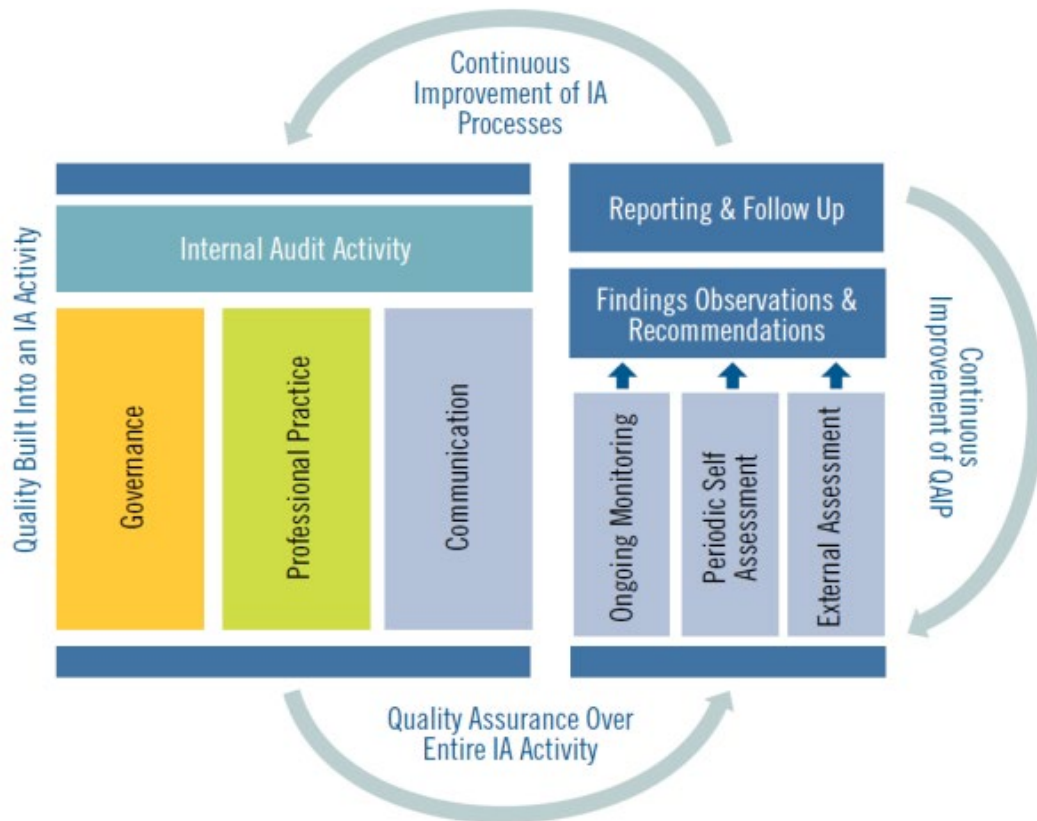 Continuous
Improvement of IA
Processes
Quality Built Into an IA Activity
Internal Audit Activity
Governance
Professional Practice
Communication
Reporting & Follow Up
Findings Observations &
Recommendations
Ongoing Monitoring
Periodic Self
Assessment
External Assessment
Continuous
Improvement of QAIP
Quality Assurance Over
Entire IA Activity